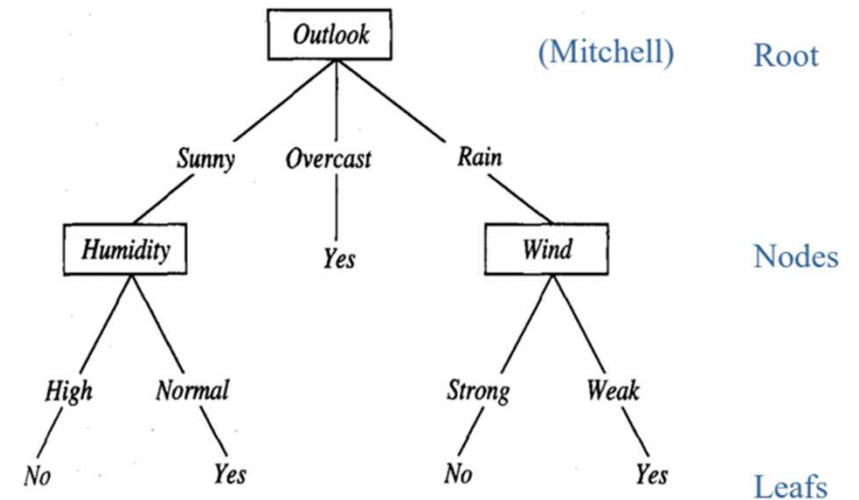 Outlook
(Mitchell)
Root
Sunny
Overcast
Rain
Humidity
Yes
Wind
Nodes
High
Normal
Strong
Weak
No
Yes
No
Yes
Leafs